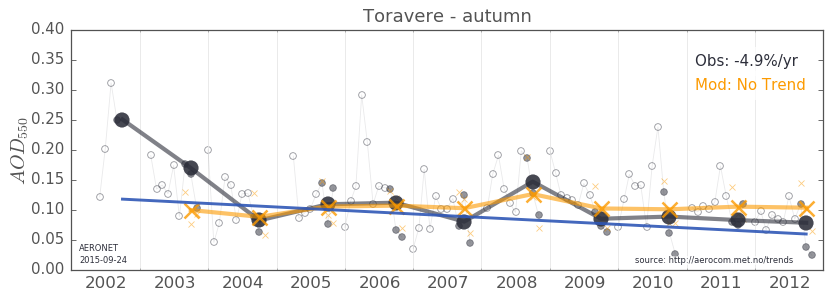 Toravere - autumn
0.40
0.35
0.30
0.25
0.20
0.15
0.10
0.05
0.00
AOD550
Obs: -4.9%/yr
Mod: No Trend
AERONET
2015-09-24
source: http://aerocom.met.no/trends
2002 2003 2004 2005 2006 2007 2008 2009 2010 2011 2012